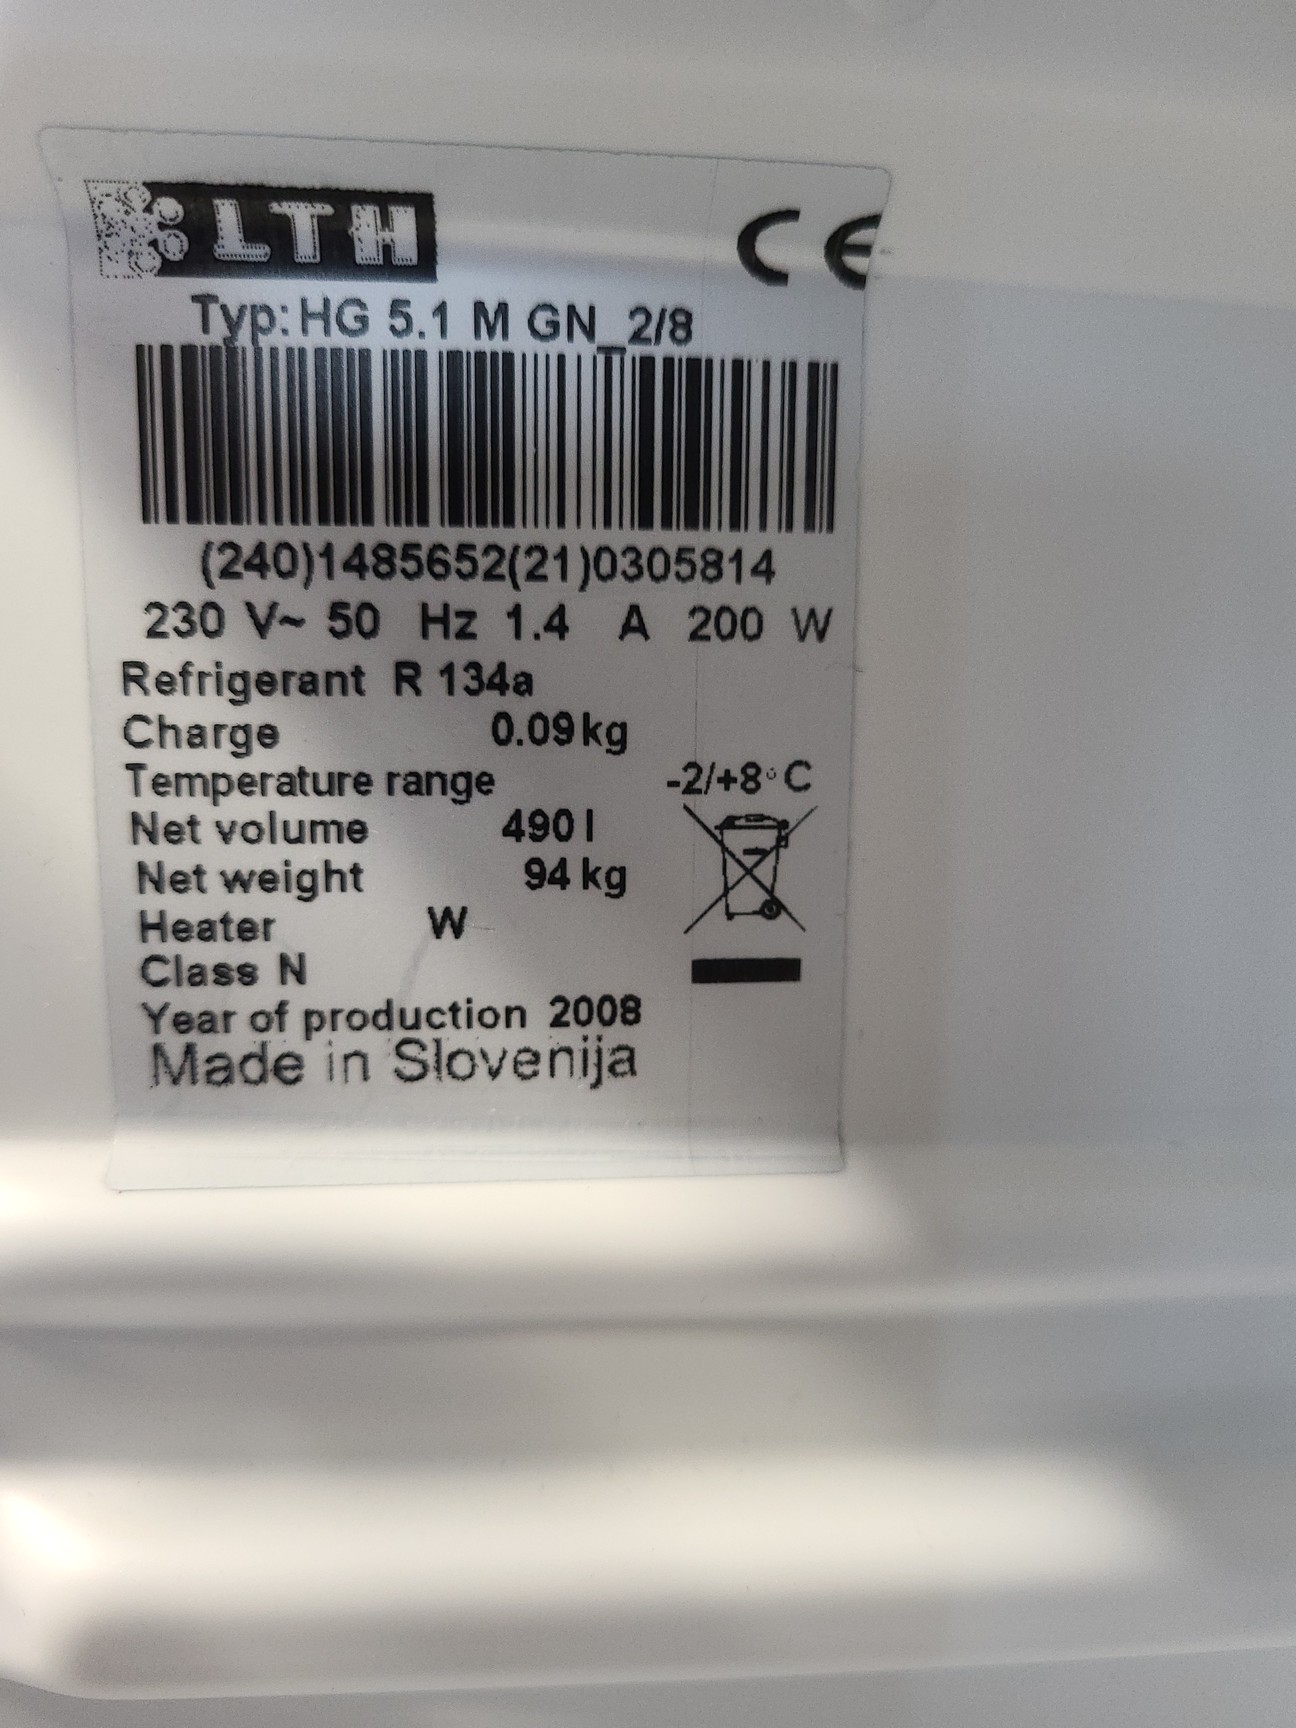 LTH CE
Typ: HG 5.1 M GN_2/8
(240)1485652(21)0305814
230 V~ 50 Hz 1.4 A 200 W
Refrigerant R 134a
Charge 0.09 kg
Temperature range -2/+8°C
Net volume 490 l
Net weight 94 kg
Heater W
Class N
Year of production 2008
Made in Slovenija